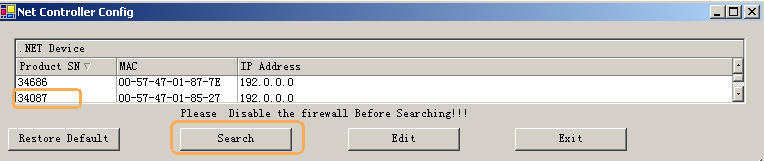 Net Controller Config
.NET Device
Product SN MAC IP Address
34686 00-57-47-01-87-7E 192.0.0.0
34087 00-57-47-01-85-27 192.0.0.0
Please Disable the firewall Before Searching!!!
Restore Default Search Edit Exit